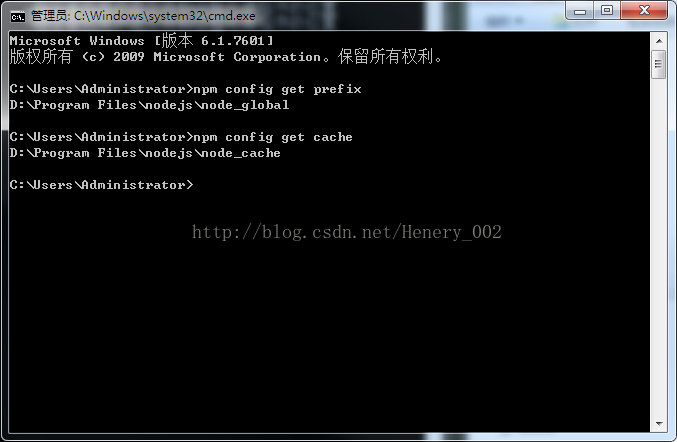 管理员: C:\Windows\system32\cmd.exe
Microsoft Windows [版本 6.1.7601]
版权所有 (c) 2009 Microsoft Corporation。保留所有权利。
C:\Users\Administrator>npm config get prefix
D:\Program Files\nodejs\node_global
C:\Users\Administrator>npm config get cache
D:\Program Files\nodejs\node_cache
C:\Users\Administrator>
http://blog.csdn.net/Henery_002